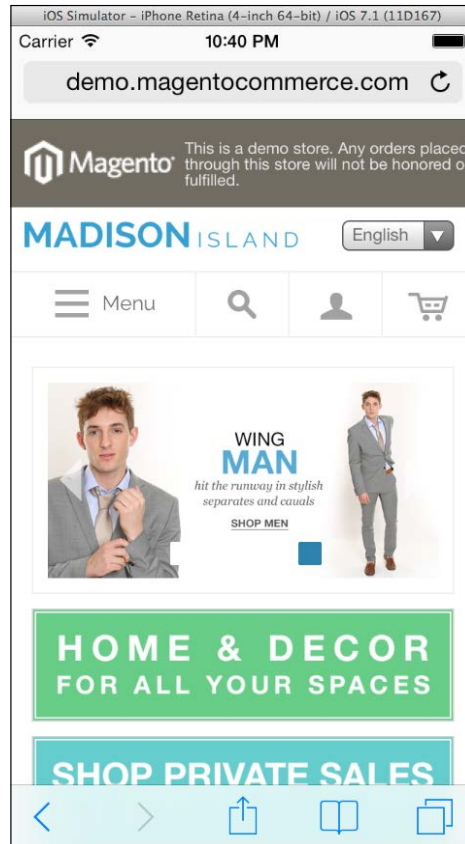 iOS Simulator – iPhone Retina (4-inch 64-bit) / iOS 7.1 (11D167)
Carrier 10:40 PM
demo.magentocommerce.com
Magento
This is a demo store. Any orders placed
through this store will not be honored o
fulfilled.
MADISON ISLAND
English
Menu
WING
MAN
hit the runway in stylish
separates and cauals
SHOP MEN
HOME & DECOR
FOR ALL YOUR SPACES
SHOP PRIVATE SALES